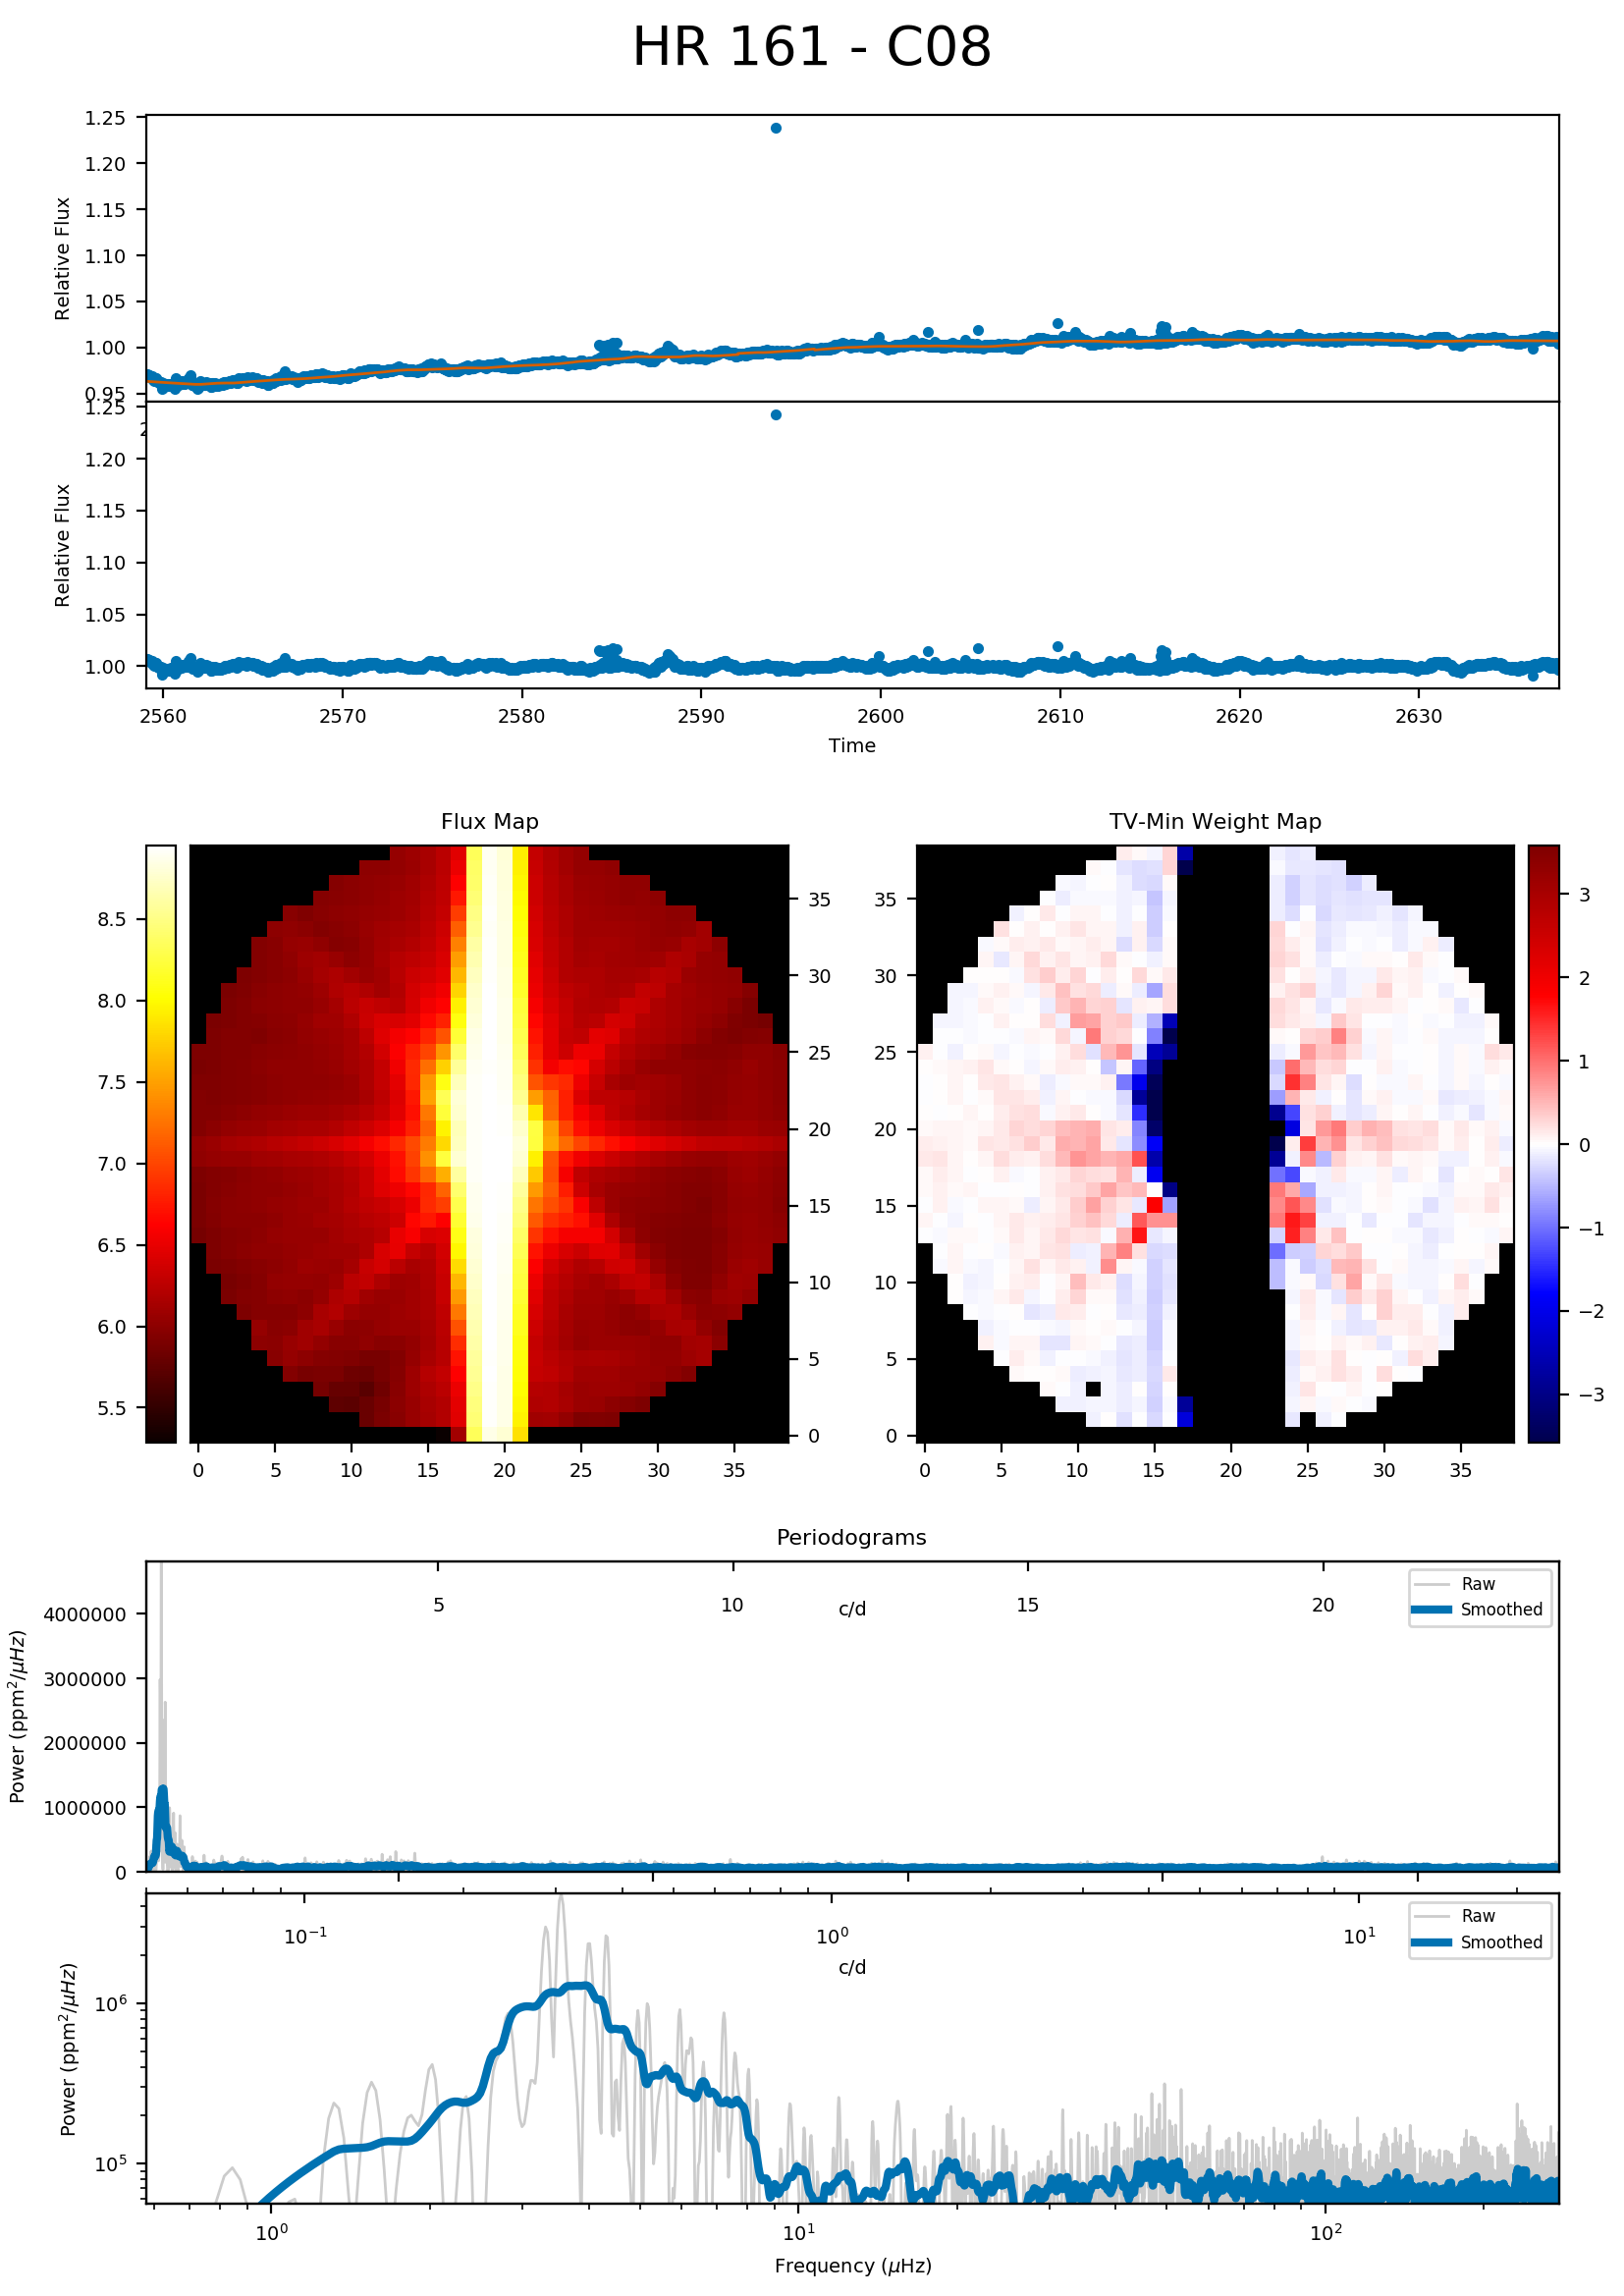 HR 161 - C08
1.25
1.20
1.15
1.10
1.05
1.00
0.95
Relative Flux
1.25
1.20
1.15
1.10
1.05
1.00
Relative Flux
2560 2570 2580 2590 2600 2610 2620 2630
Time
Flux Map
8.5
8.0
7.5
7.0
6.5
6.0
5.5
35
30
25
20
15
10
5
0
0 5 10 15 20 25 30 35
TV-Min Weight Map
35
30
25
20
15
10
5
0
0 5 10 15 20 25 30 35
3
2
1
0
−1
−2
−3
Periodograms
Power (ppm²/μHz)
4000000
3000000
2000000
1000000
0
5 10 15 20
c/d
Raw
Smoothed
Power (ppm²/μHz)
10⁶
10⁵
10⁻¹ 10⁰ 10¹
c/d
Raw
Smoothed
10⁰ 10¹ 10²
Frequency (μHz)